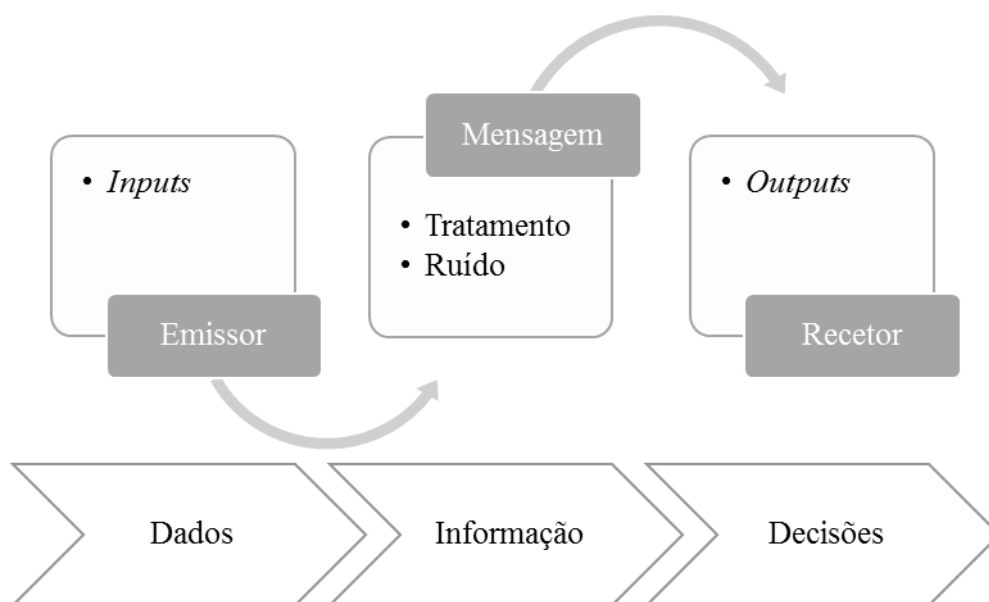 Mensagem
• Inputs
• Outputs
• Tratamento
• Ruído
Emissor
Recetor
Dados
Informação
Decisões